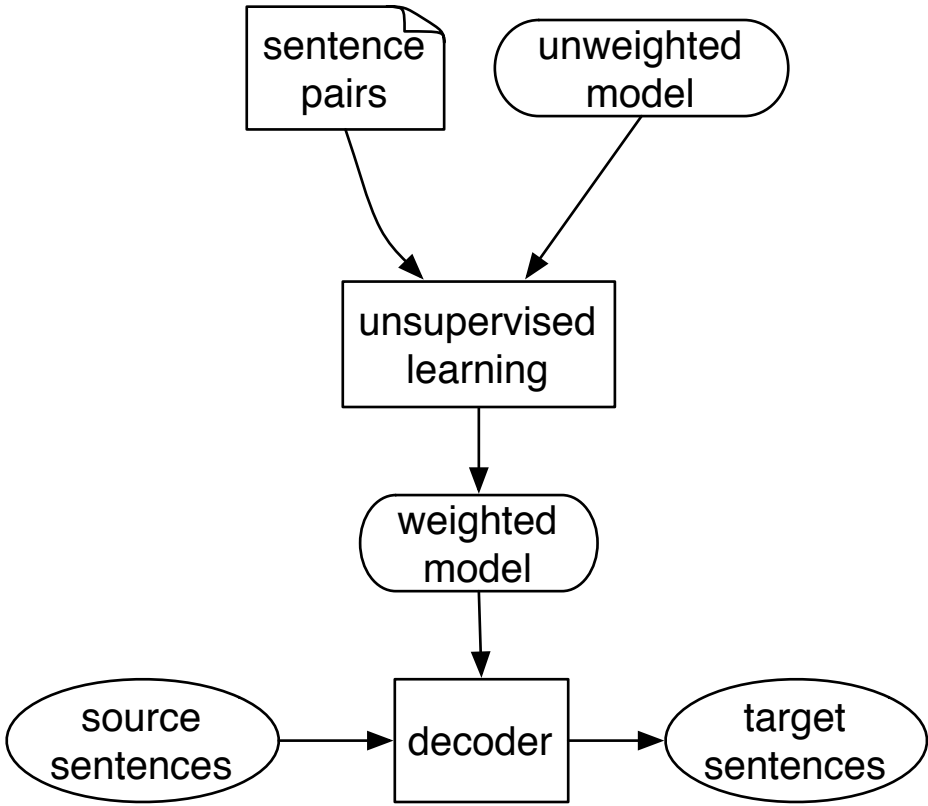 sentence
pairs
unweighted
model
unsupervised
learning
weighted
model
source
sentences
decoder
target
sentences